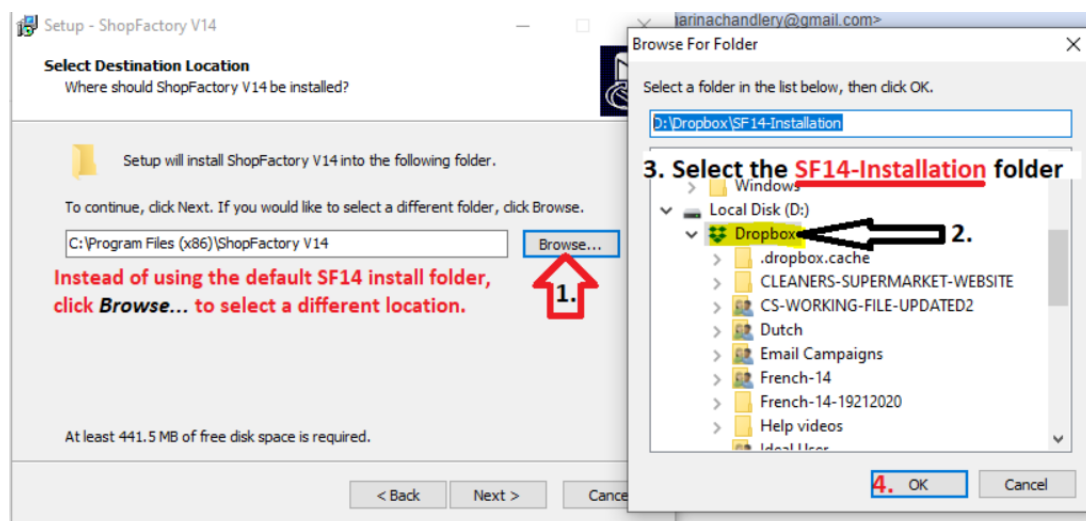 Setup - ShopFactory V14
Select Destination Location
Where should ShopFactory V14 be installed?
Setup will install ShopFactory V14 into the following folder.
To continue, click Next. If you would like to select a different folder, click Browse.
C:\Program Files (x86)\ShopFactory V14
Browse...
Instead of using the default SF14 install folder,
click Browse... to select a different location.
1.
At least 441.5 MB of free disk space is required.
< Back
Next >
jarinachandlery@gmail.com>
Browse For Folder
Select a folder in the list below, then click OK.
D:\Dropbox\SF14-Installation
3. Select the SF14-Installation folder
Windows
Local Disk (D:)
Dropbox
2.
.dropbox.cache
CLEANERS-SUPERMARKET-WEBSITE
CS-WORKING-FILE-UPDATED2
Dutch
Email Campaigns
French-14
French-14-19212020
Help videos
Ideal User
4.
OK
Cancel